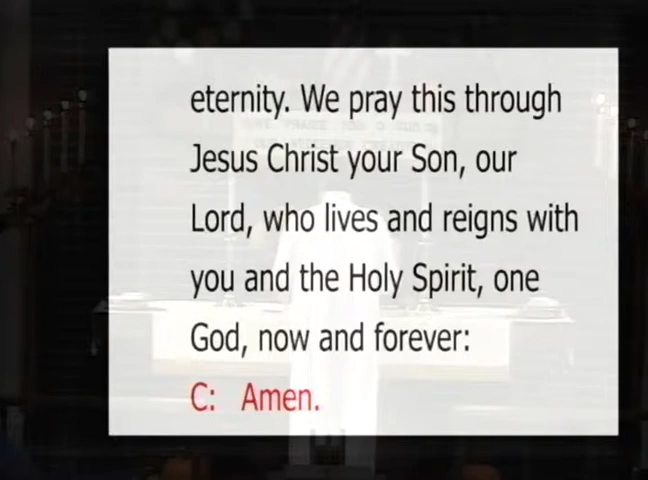 eternity. We pray this through
Jesus Christ your Son, our
Lord, who lives and reigns with
you and the Holy Spirit, one
God, now and forever:
C: Amen.